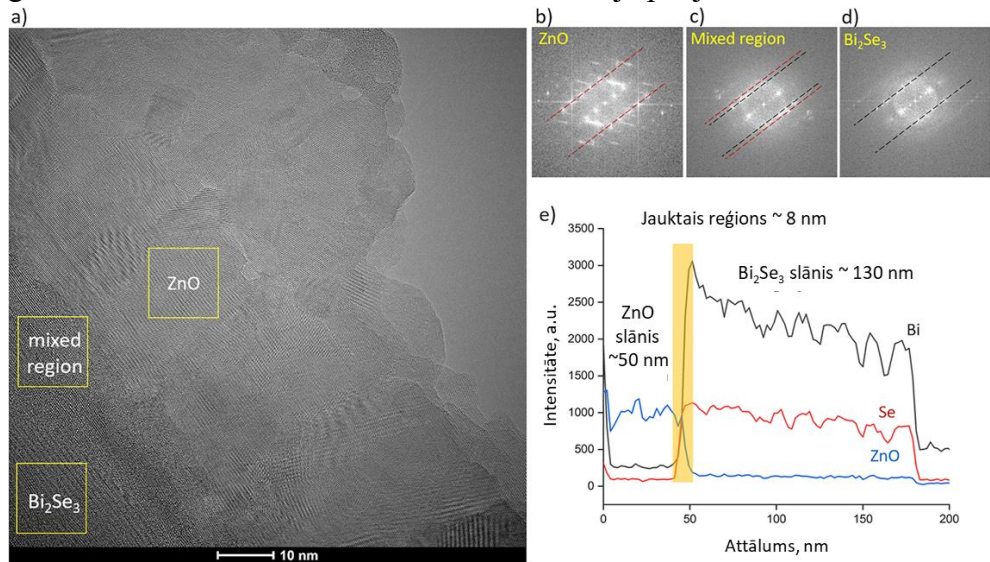 a)
ZnO
mixed
region
Bi₂Se₃
10 nm
b)
ZnO
c)
Mixed region
d)
Bi₂Se₃
e)
Jauktais reģions ~ 8 nm
Bi₂Se₃ slānis ~ 130 nm
ZnO
slānis
~50 nm
Bi
Se
ZnO
Intensitāte, a.u.
3500
3000
2500
2000
1500
1000
500
0
0
50
100
150
200
Attālums, nm